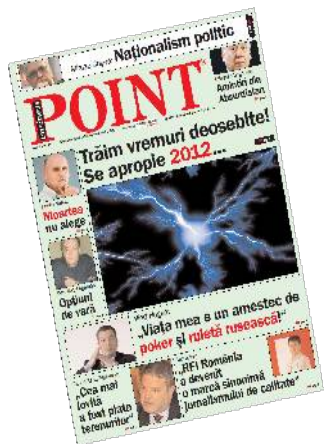 Naționalism politic
Amintiri din
Absurdistan
POINT
Trăim vremuri deosebite!
Se apropie 2012...
Moartea
nu alege
Opțiuni
de vară
„Viața mea e un amestec de
poker și ruletă rusească!”
„Cea mai
lovită
a fost piața
terenurilor”
„RFI România
a devenit
o marcă sinonimă
jurnalismului de calitate”